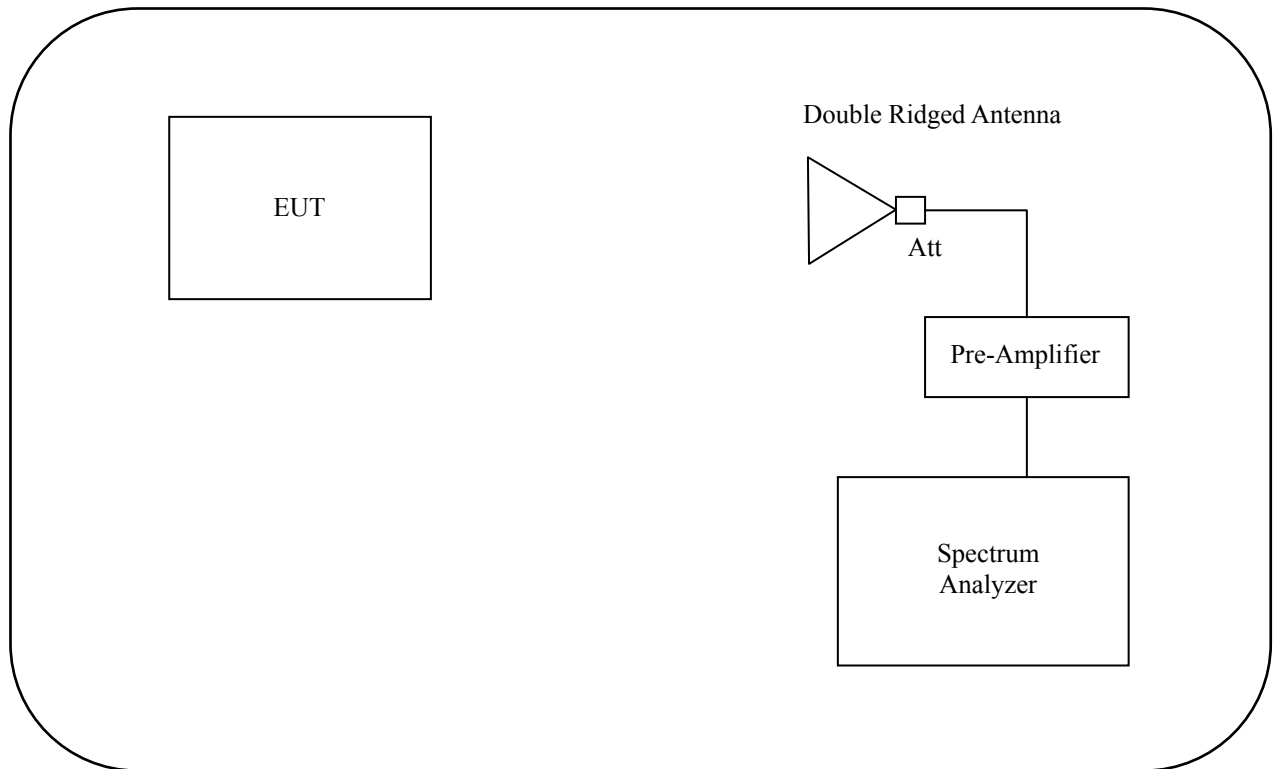 Double Ridged Antenna
EUT
Att
Pre-Amplifier
Spectrum
Analyzer